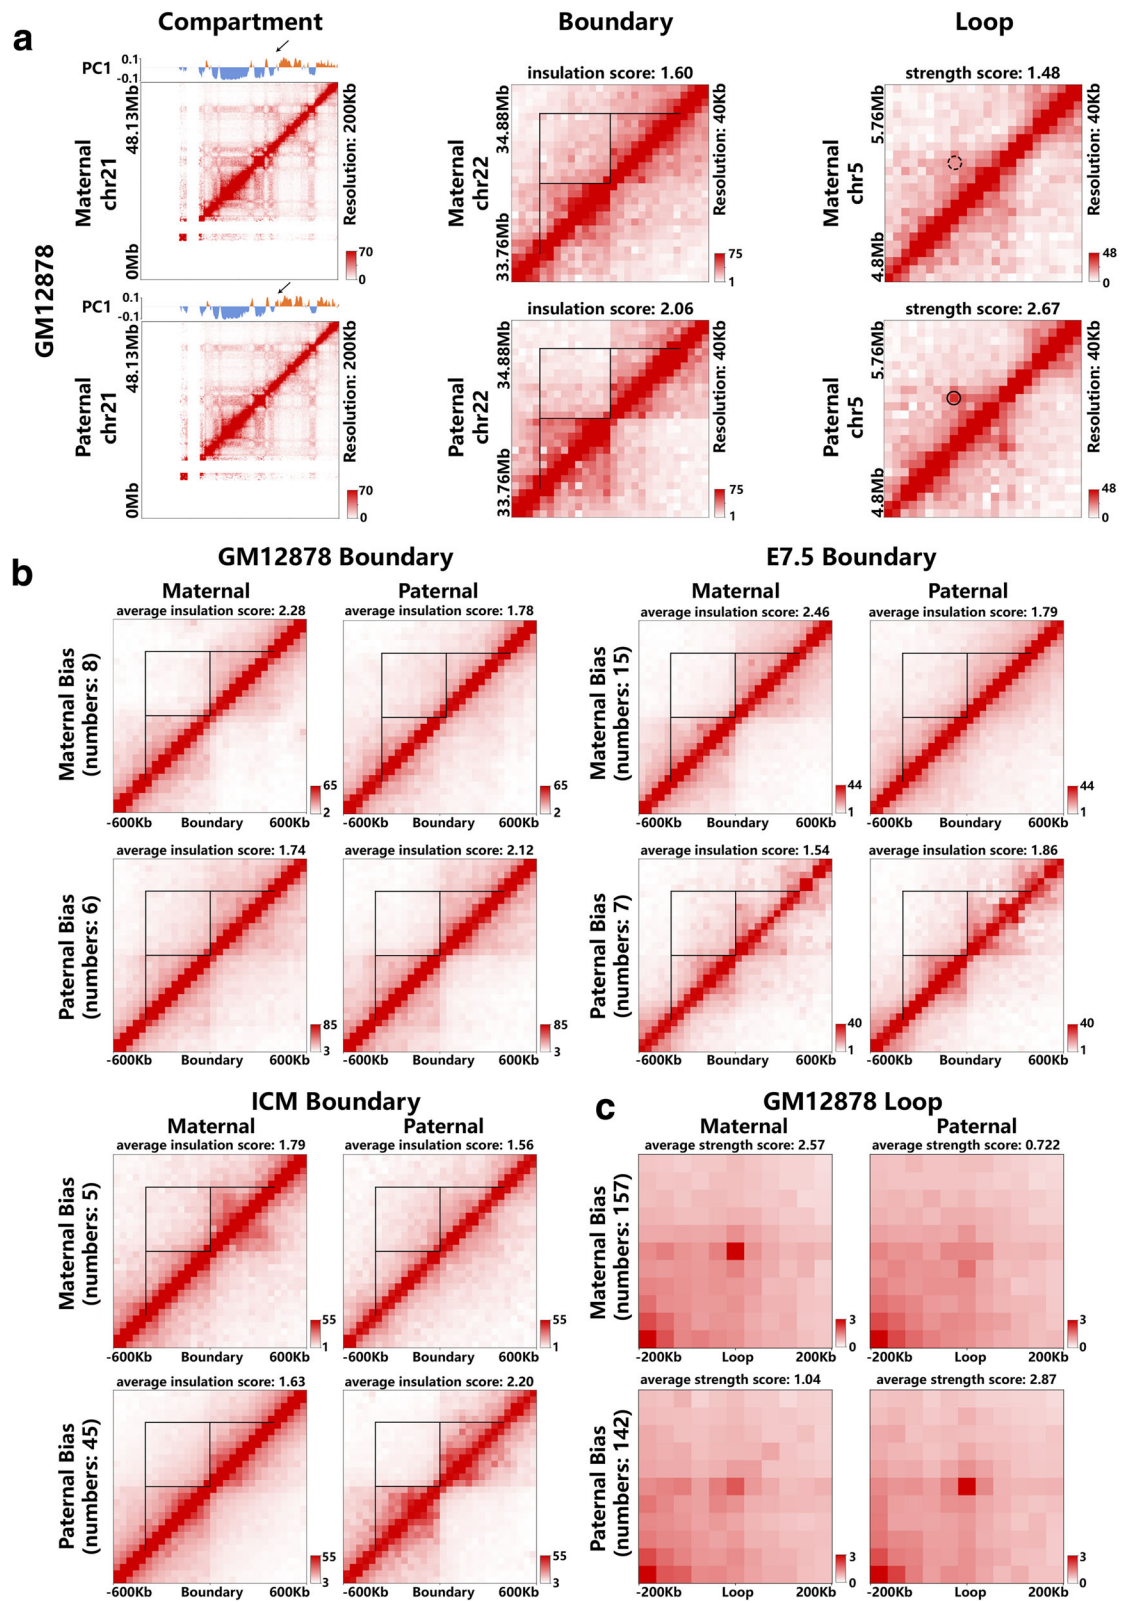 a
Compartment
Boundary
Loop
GM12878
PC1
0.1
-0.1
Maternal
chr21
48.13Mb
0Mb
Resolution: 200Kb
70
0
insulation score: 1.60
Maternal
chr22
34.88Mb
33.76Mb
Resolution: 40Kb
75
1
strength score: 1.48
Maternal
chr5
5.76Mb
4.8Mb
Resolution: 40Kb
48
0
PC1
0.1
-0.1
Paternal
chr21
48.13Mb
0Mb
Resolution: 200Kb
70
0
insulation score: 2.06
Paternal
chr22
34.88Mb
33.76Mb
Resolution: 40Kb
75
1
strength score: 2.67
Paternal
chr5
5.76Mb
4.8Mb
Resolution: 40Kb
48
0
b
GM12878 Boundary
Maternal
Paternal
Maternal Bias
(numbers: 8)
average insulation score: 2.28
65
2
-600Kb Boundary 600Kb
average insulation score: 1.78
65
2
-600Kb Boundary 600Kb
Paternal Bias
(numbers: 6)
average insulation score: 1.74
85
3
-600Kb Boundary 600Kb
average insulation score: 2.12
85
3
-600Kb Boundary 600Kb
E7.5 Boundary
Maternal
Paternal
Maternal Bias
(numbers: 15)
average insulation score: 2.46
44
1
-600Kb Boundary 600Kb
average insulation score: 1.79
44
1
-600Kb Boundary 600Kb
Paternal Bias
(numbers: 7)
average insulation score: 1.54
40
1
-600Kb Boundary 600Kb
average insulation score: 1.86
40
1
-600Kb Boundary 600Kb
ICM Boundary
Maternal
Paternal
Maternal Bias
(numbers: 5)
average insulation score: 1.79
55
1
-600Kb Boundary 600Kb
average insulation score: 1.56
55
1
-600Kb Boundary 600Kb
Paternal Bias
(numbers: 45)
average insulation score: 1.63
55
3
-600Kb Boundary 600Kb
average insulation score: 2.20
55
3
-600Kb Boundary 600Kb
c
GM12878 Loop
Maternal
Paternal
Maternal Bias
(numbers: 157)
average strength score: 2.57
3
0
-200Kb Loop 200Kb
average strength score: 0.722
3
0
-200Kb Loop 200Kb
Paternal Bias
(numbers: 142)
average strength score: 1.04
3
0
-200Kb Loop 200Kb
average strength score: 2.87
3
0
-200Kb Loop 200Kb